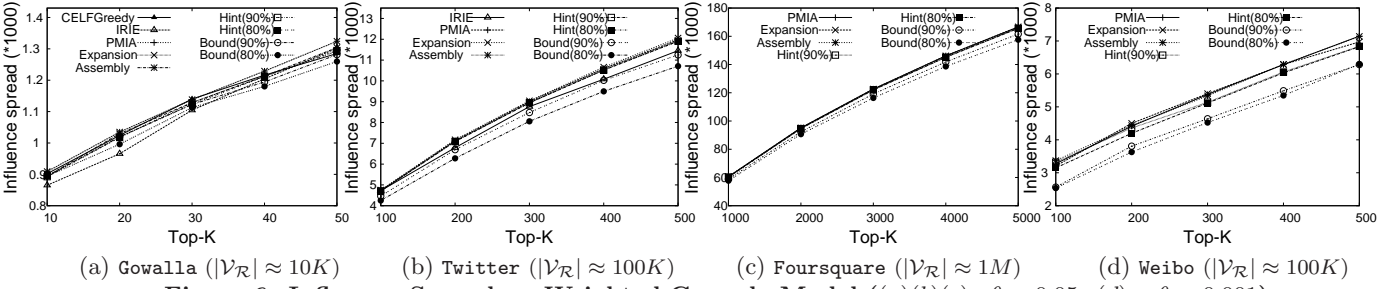 Influence spread (*1000)
1.4
1.3
1.2
1.1
1
0.9
0.8
10 20 30 40 50
Top-K
CELFGreedy
IRIE
PMIA
Expansion
Assembly
Hint(90%)
Hint(80%)
Bound(90%)
Bound(80%)
(a) Gowalla (|V_R| ≈ 10K)
Influence spread (*1000)
13
12
11
10
9
8
7
6
5
4
100 200 300 400 500
Top-K
IRIE
PMIA
Expansion
Assembly
Hint(90%)
Hint(80%)
Bound(90%)
Bound(80%)
(b) Twitter (|V_R| ≈ 100K)
Influence spread (*1000)
180
160
140
120
100
80
60
40
1000 2000 3000 4000 5000
Top-K
PMIA
Expansion
Assembly
Hint(90%)
Hint(80%)
Bound(90%)
Bound(80%)
(c) Foursquare (|V_R| ≈ 1M)
Influence spread (*1000)
8
7
6
5
4
3
2
100 200 300 400 500
Top-K
PMIA
Expansion
Assembly
Hint(90%)
Hint(80%)
Bound(90%)
Bound(80%)
(d) Weibo (|V_R| ≈ 100K)